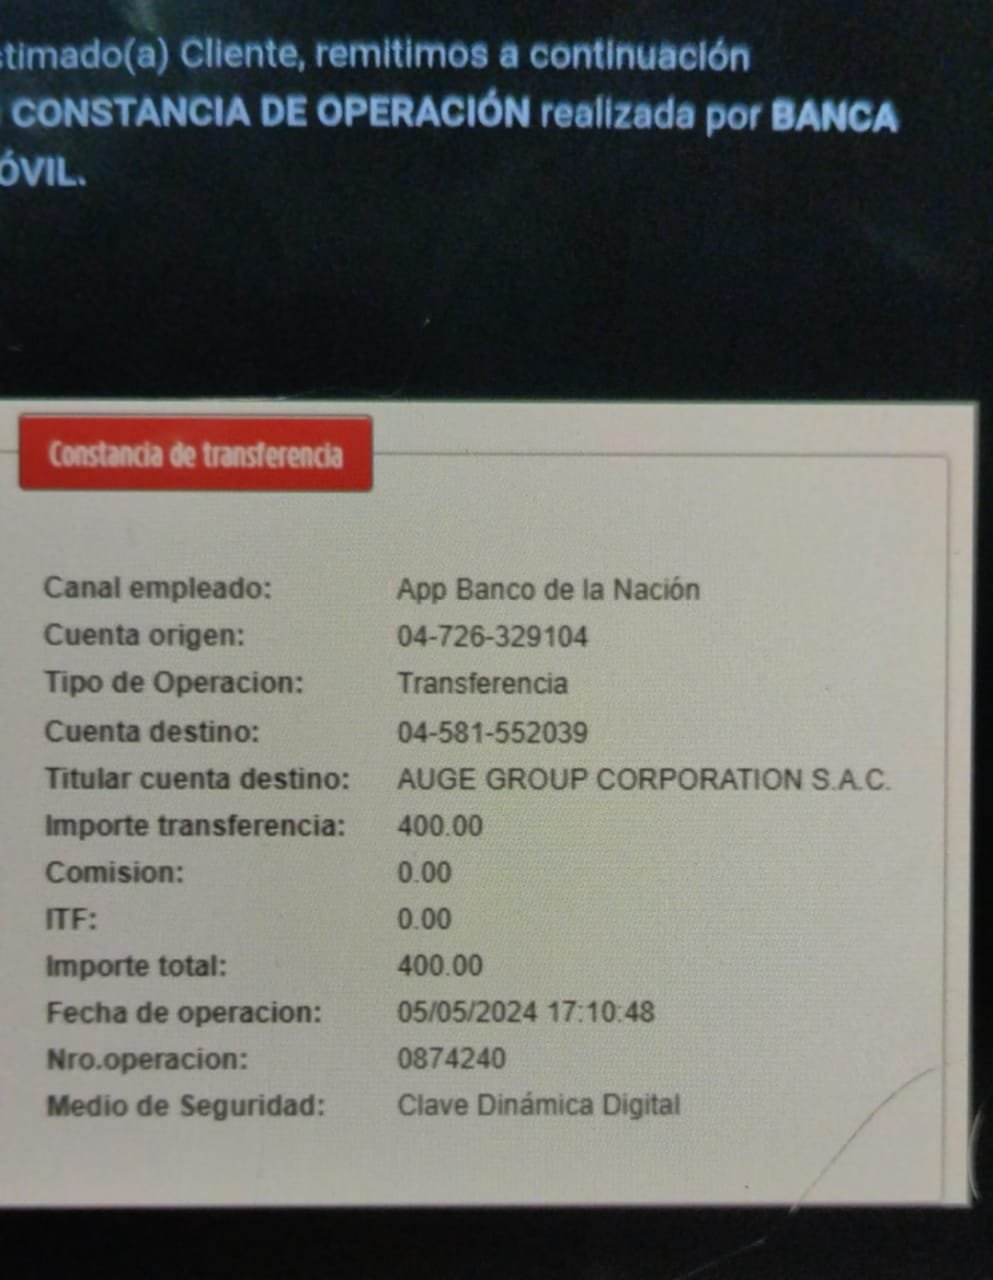 stimado(a) Cliente, remitimos a continuación
CONSTANCIA DE OPERACIÓN realizada por BANCA
ÓVIL.
Constancia de transferencia
Canal empleado: App Banco de la Nación
Cuenta origen: 04-726-329104
Tipo de Operacion: Transferencia
Cuenta destino: 04-581-552039
Titular cuenta destino: AUGE GROUP CORPORATION S.A.C.
Importe transferencia: 400.00
Comision: 0.00
ITF: 0.00
Importe total: 400.00
Fecha de operacion: 05/05/2024 17:10:48
Nro.operacion: 0874240
Medio de Seguridad: Clave Dinámica Digital